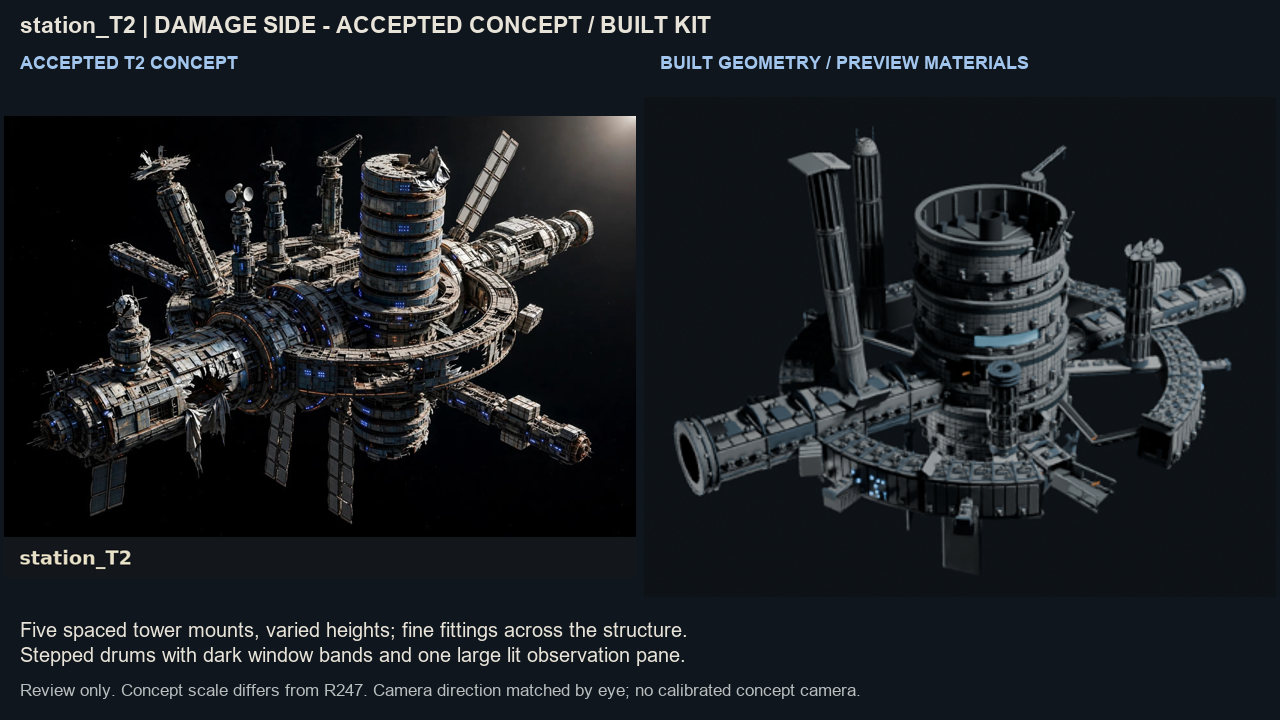 station_T2 | DAMAGE SIDE - ACCEPTED CONCEPT / BUILT KIT
ACCEPTED T2 CONCEPT
BUILT GEOMETRY / PREVIEW MATERIALS
station_T2
Five spaced tower mounts, varied heights; fine fittings across the structure.
Stepped drums with dark window bands and one large lit observation pane.
Review only. Concept scale differs from R247. Camera direction matched by eye; no calibrated concept camera.